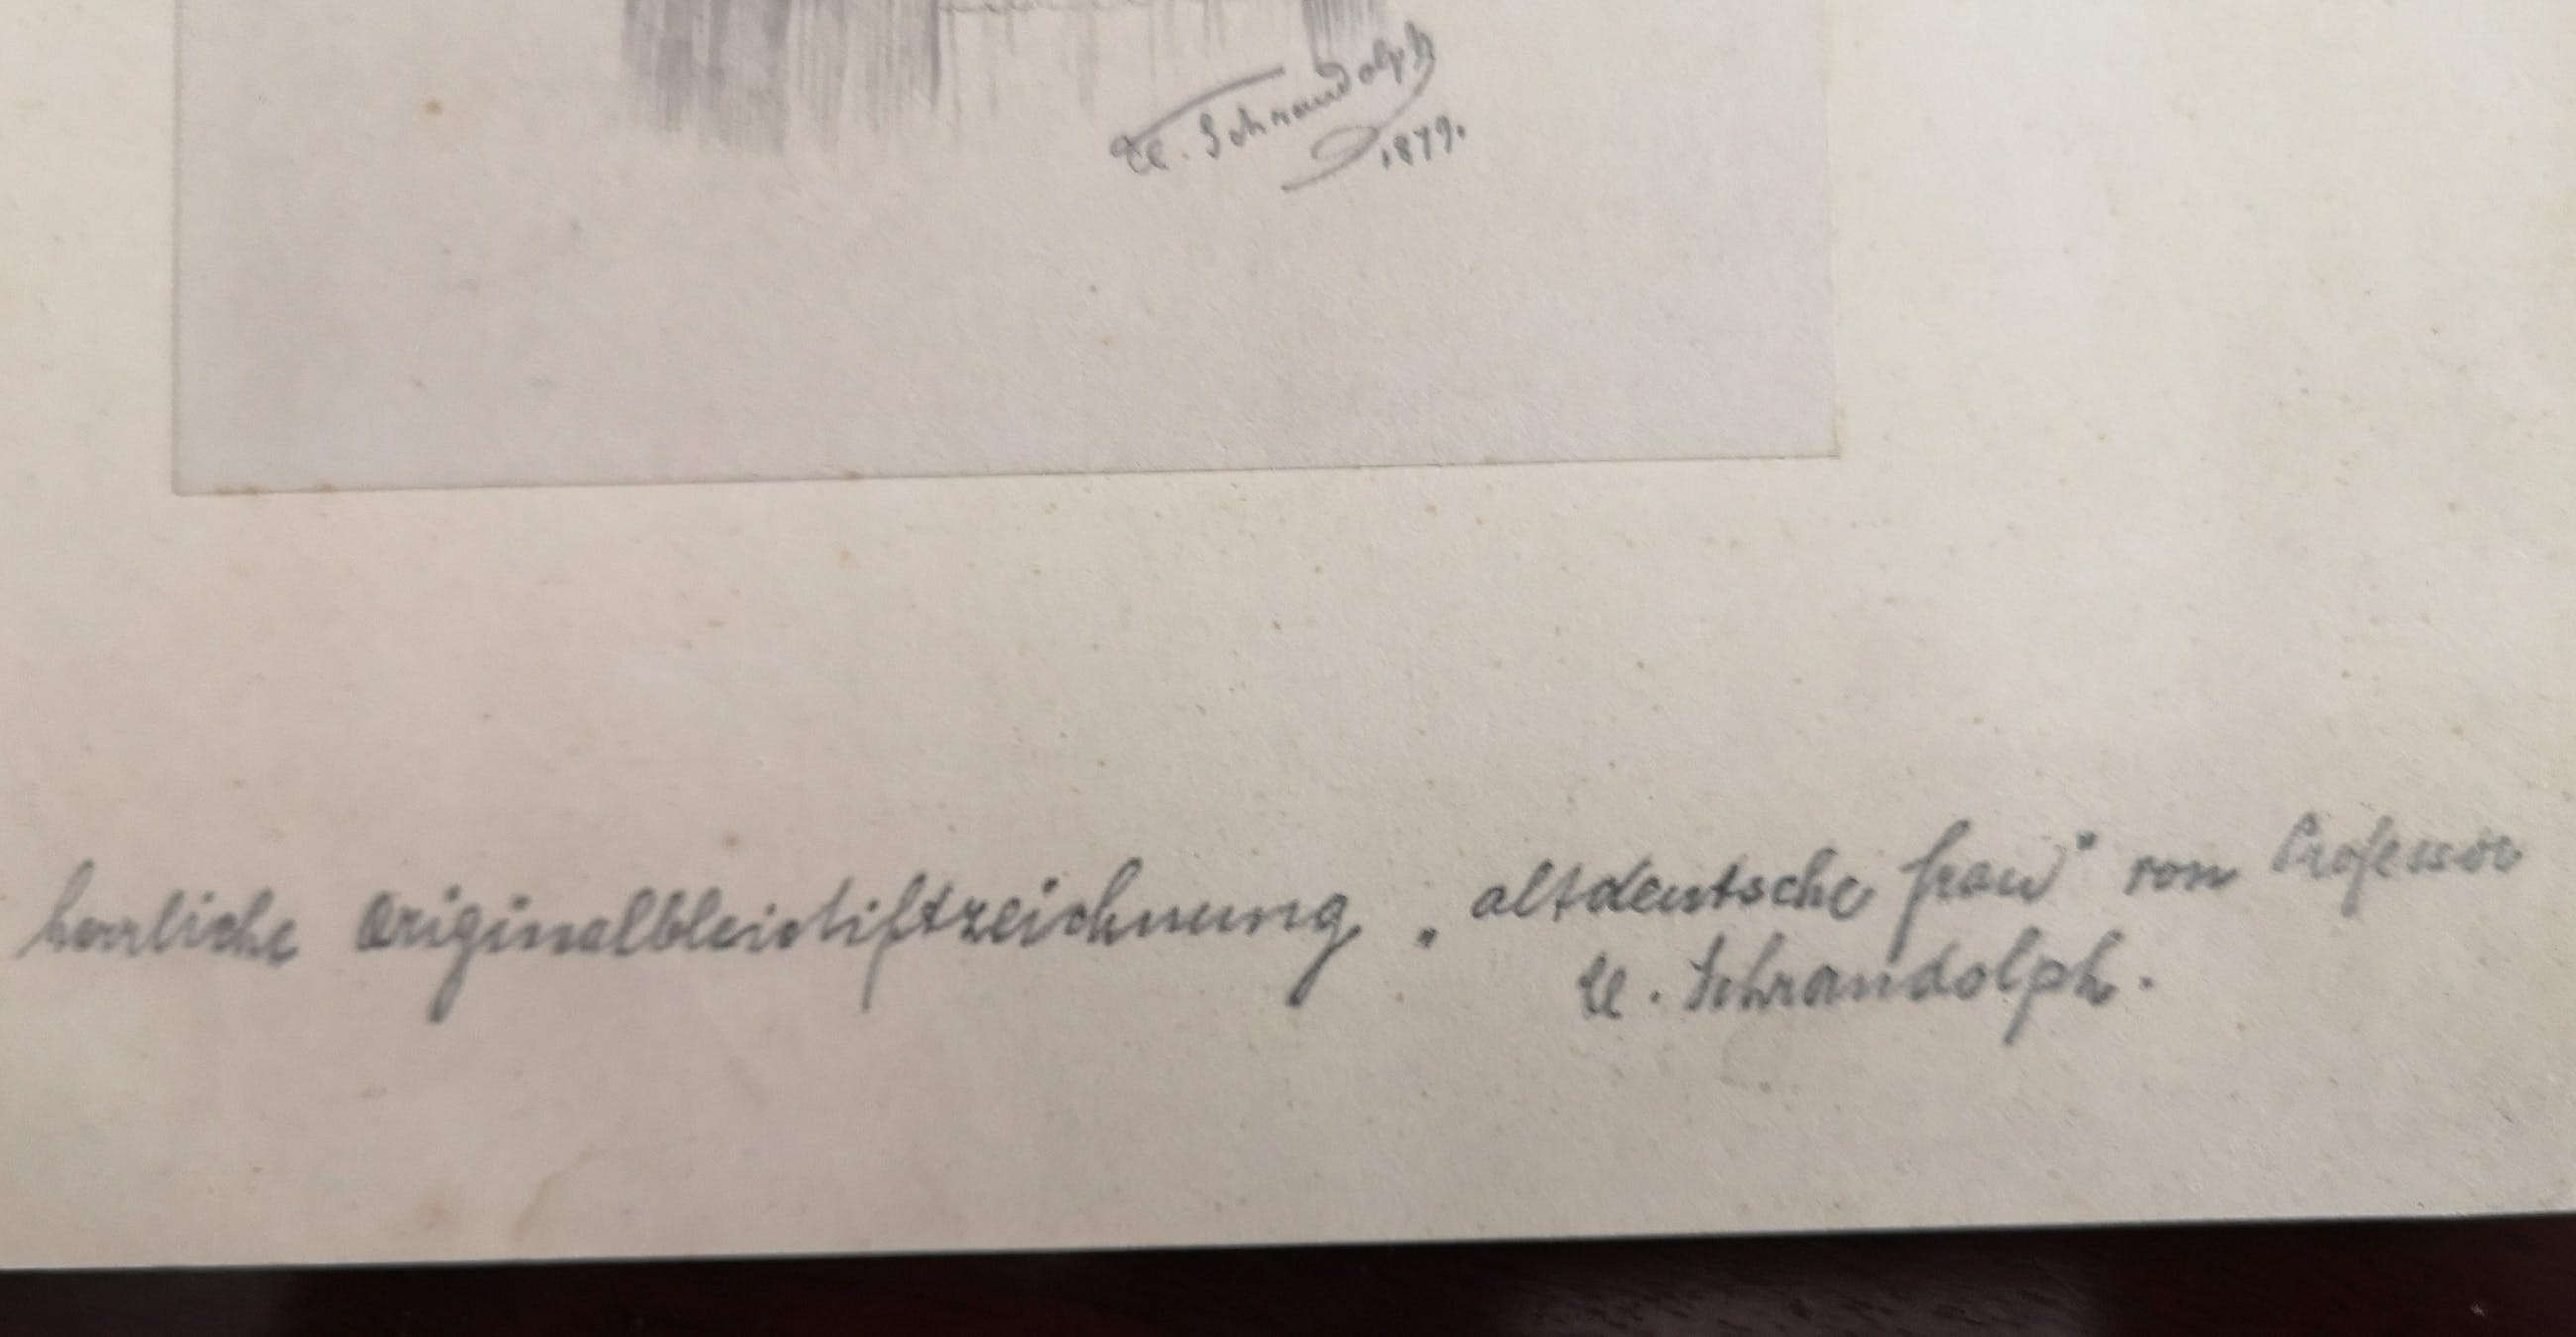 Cl. Schraudolph
1879.
herrliche Originalbleistiftzeichnung „altdeutsche Frau" von Professor
Cl. Schraudolph.